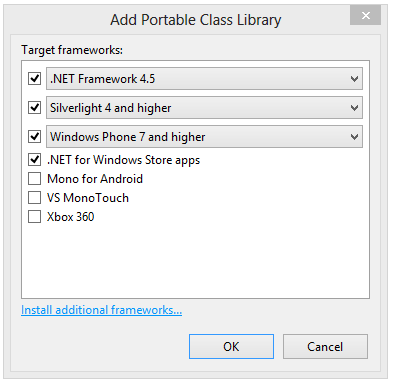 Add Portable Class Library
Target frameworks:
.NET Framework 4.5
Silverlight 4 and higher
Windows Phone 7 and higher
.NET for Windows Store apps
Mono for Android
VS MonoTouch
Xbox 360
Install additional frameworks...
OK Cancel